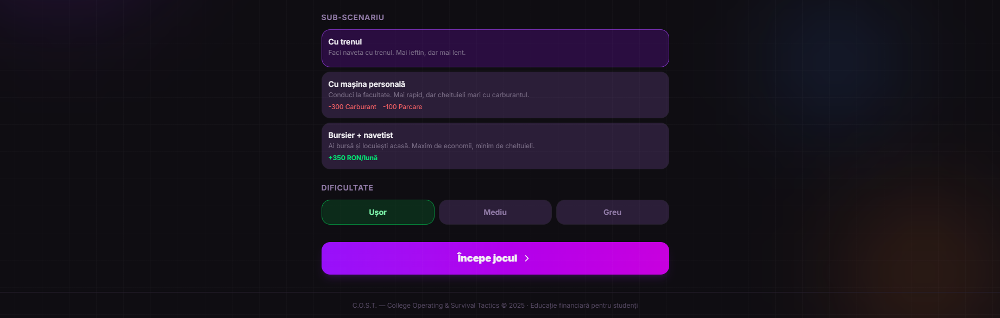 SUB-SCENARIU
Cu trenul
Faci naveta cu trenul. Mai ieftin, dar mai lent.
Cu mașina personală
Conduci la facultate. Mai rapid, dar cheltuieli mari cu carburantul.
-300 Carburant -100 Parcare
Bursier + navetist
Ai bursă și locuiești acasă. Maxim de economii, minim de cheltuieli.
+350 RON/lună
DIFICULTATE
Ușor Mediu Greu
Începe jocul
C.O.S.T. — College Operating & Survival Tactics © 2025 · Educație financiară pentru studenți